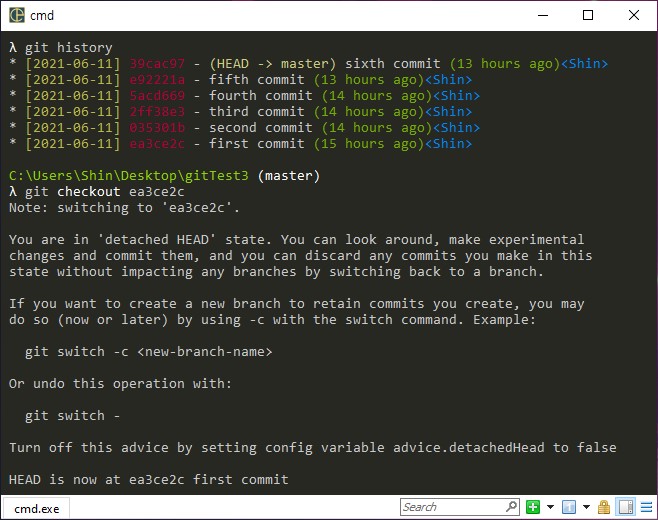 cmd
λ git history
* [2021-06-11] 39cac97 - (HEAD -> master) sixth commit (13 hours ago)<Shin>
* [2021-06-11] e92221a - fifth commit (13 hours ago)<Shin>
* [2021-06-11] 5acd669 - fourth commit (14 hours ago)<Shin>
* [2021-06-11] 2ff38e3 - third commit (14 hours ago)<Shin>
* [2021-06-11] 035301b - second commit (14 hours ago)<Shin>
* [2021-06-11] ea3ce2c - first commit (15 hours ago)<Shin>
C:\Users\Shin\Desktop\gitTest3 (master)
λ git checkout ea3ce2c
Note: switching to 'ea3ce2c'.
You are in 'detached HEAD' state. You can look around, make experimental
changes and commit them, and you can discard any commits you make in this
state without impacting any branches by switching back to a branch.
If you want to create a new branch to retain commits you create, you may
do so (now or later) by using -c with the switch command. Example:
git switch -c <new-branch-name>
Or undo this operation with:
git switch -
Turn off this advice by setting config variable advice.detachedHead to false
HEAD is now at ea3ce2c first commit
cmd.exe
Search